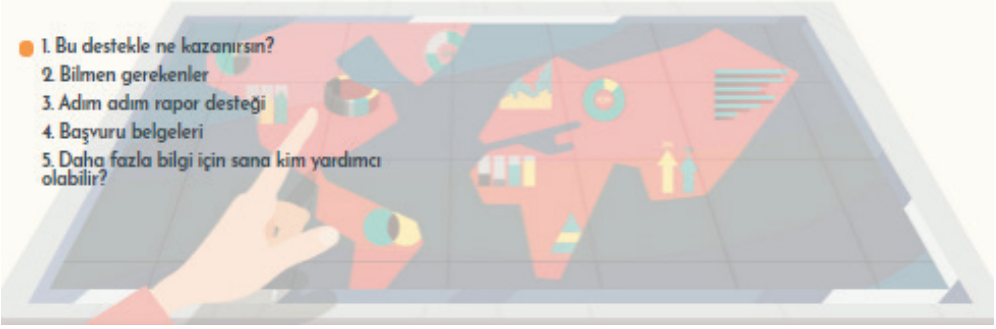 1. Bu destekle ne kazanırsın?
2. Bilmen gerekenler
3. Adım adım rapor desteği
4. Başvuru belgeleri
5. Daha fazla bilgi için sana kim yardımcı
olabilir?